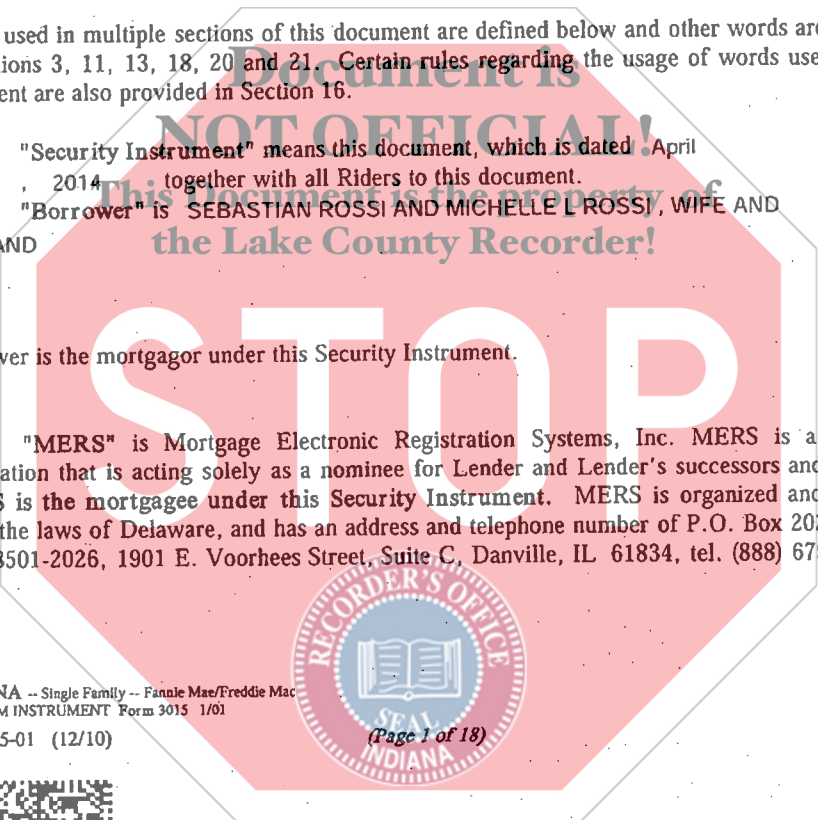 used in multiple sections of this document are defined below and other words are
ions 3, 11, 13, 18, 20 and 21. Certain rules regarding the usage of words use
ent are also provided in Section 16.
Document is
NOT OFFICIAL!
"Security Instrument" means this document, which is dated April
, 2014 together with all Riders to this document.
This Document is the property of
"Borrower" is SEBASTIAN ROSSI AND MICHELLE L ROSSI, WIFE AND
AND
the Lake County Recorder!
STOP
wer is the mortgagor under this Security Instrument.
"MERS" is Mortgage Electronic Registration Systems, Inc. MERS is a
ation that is acting solely as a nominee for Lender and Lender's successors and
S is the mortgagee under this Security Instrument. MERS is organized and
the laws of Delaware, and has an address and telephone number of P.O. Box 202
8501-2026, 1901 E. Voorhees Street, Suite C, Danville, IL 61834, tel. (888) 679
RECORDER'S OFFICE
SEAL
INDIANA
NA -- Single Family -- Fannie Mae/Freddie Mac
M INSTRUMENT Form 3015 1/01
5-01 (12/10)
(Page 1 of 18)